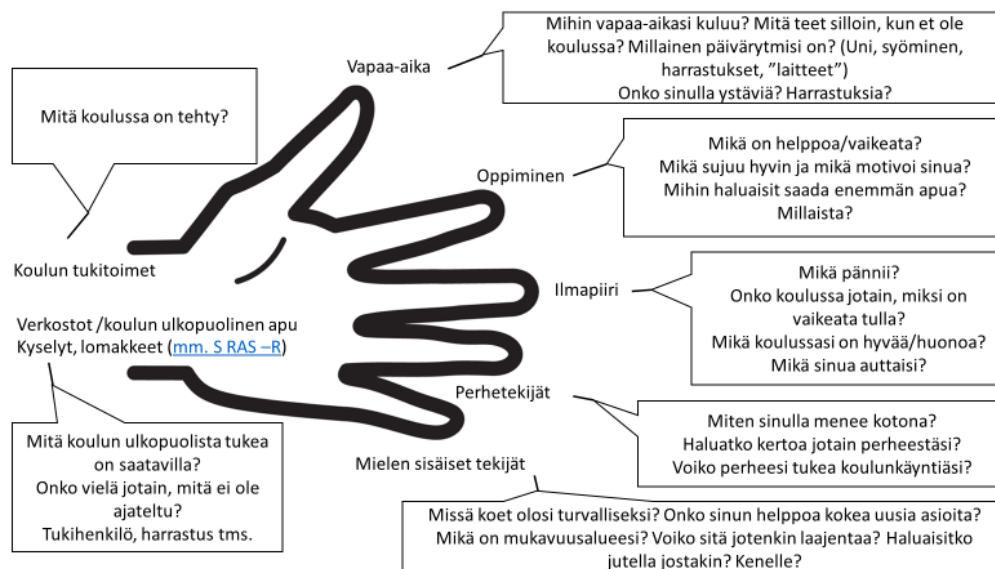 Mihin vapaa-aikasi kuluu? Mitä teet silloin, kun et ole
koulussa? Millainen päivärytmisi on? (Uni, syöminen,
harrastukset, ”laitteet”)
Onko sinulla ystäviä? Harrastuksia?
Vapaa-aika
Mitä koulussa on tehty?
Mikä on helppoa/vaikeata?
Mikä sujuu hyvin ja mikä motivoi sinua?
Mihin haluaisit saada enemmän apua?
Millaista?
Oppiminen
Koulun tukitoimet
Mikä pännii?
Onko koulussa jotain, miksi on
vaikeata tulla?
Mikä koulussasi on hyvää/huonoa?
Mikä sinua auttaisi?
Ilmapiiri
Verkostot /koulun ulkopuolinen apu
Kyselyt, lomakkeet (mm. S RAS –R)
Perhetekijät
Miten sinulla menee kotona?
Haluatko kertoa jotain perheestäsi?
Voiko perheesi tukea koulunkäyntiäsi?
Mitä koulun ulkopuolista tukea
on saatavilla?
Onko vielä jotain, mitä ei ole
ajateltu?
Tukihenkilö, harrastus tms.
Mielen sisäiset tekijät
Missä koet olosi turvalliseksi? Onko sinun helppoa kokea uusia asioita?
Mikä on mukavuusalueesi? Voiko sitä jotenkin laajentaa? Haluaisitko
jutella jostakin? Kenelle?